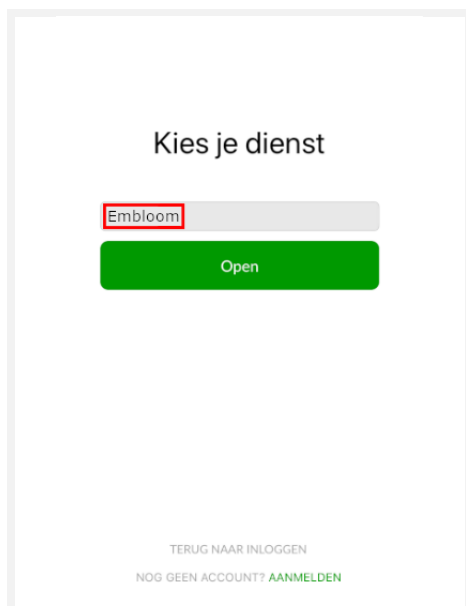 Kies je dienst
Embloom
Open
TERUG NAAR INLOGGEN
NOG GEEN ACCOUNT? AANMELDEN